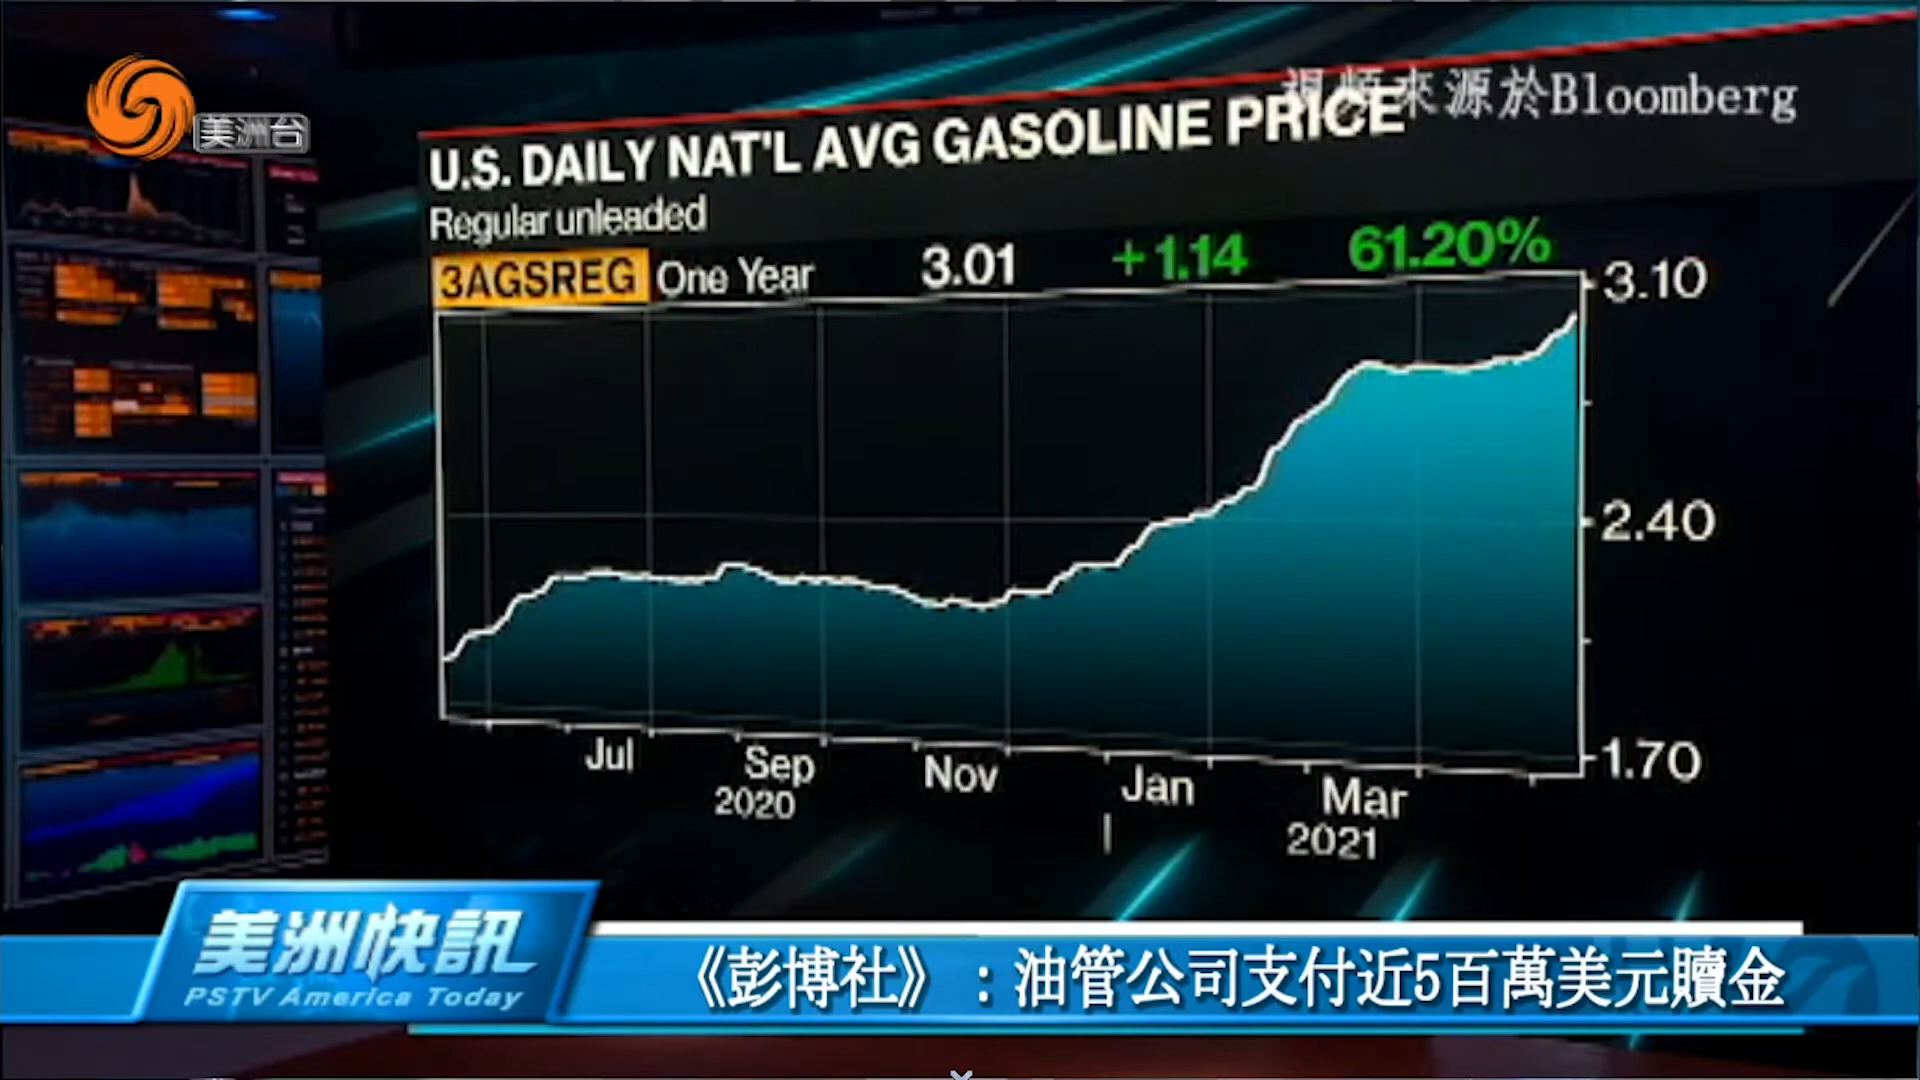 美洲台
視頻來源於Bloomberg
U.S. DAILY NAT'L AVG GASOLINE PRICE
Regular unleaded
3AGSREG One Year 3.01 +1.14 61.20%
3.10
2.40
1.70
Jul Sep Nov Jan Mar
2020 2021
美洲快訊
PSTV America Today
《彭博社》：油管公司支付近5百萬美元贖金